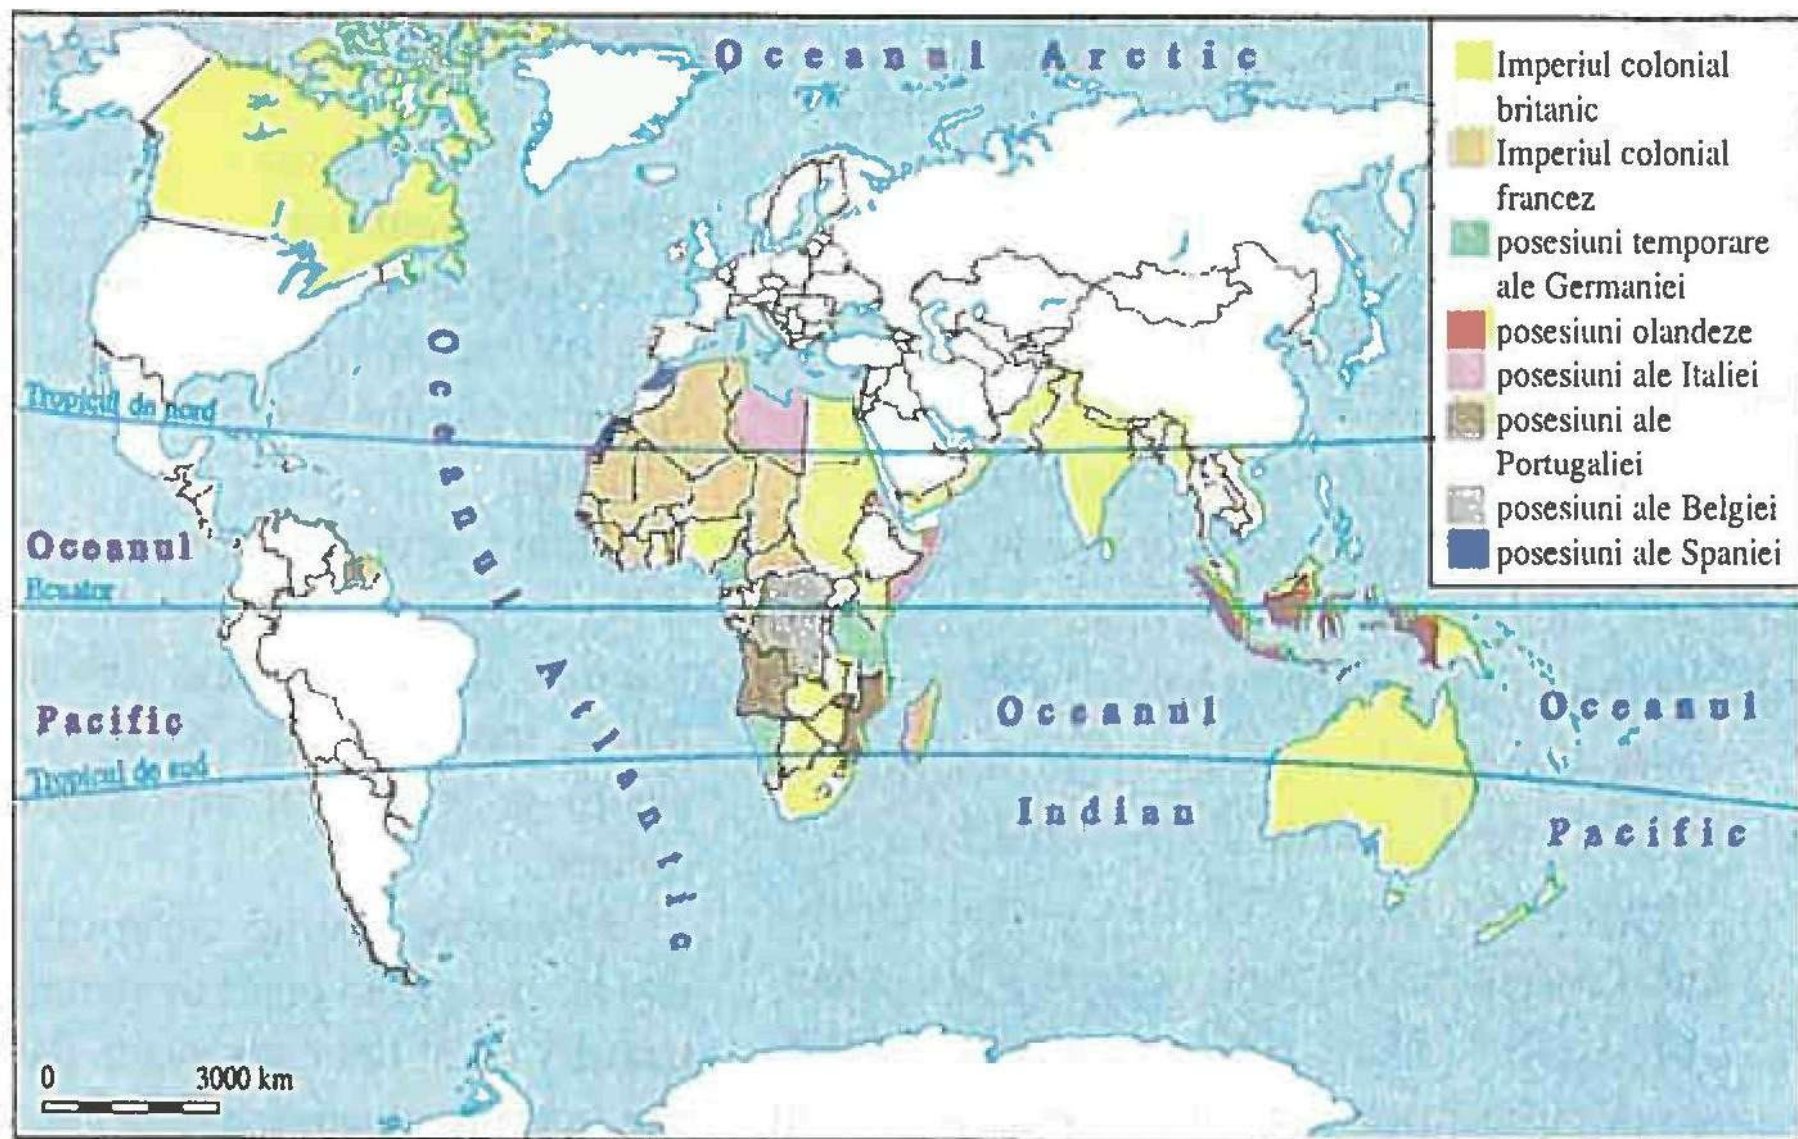 Oceanul Arctic
Imperiul colonial
britanic
Imperiul colonial
francez
posesiuni temporare
ale Germaniei
posesiuni olandeze
posesiuni ale Italiei
posesiuni ale
Portugaliei
posesiuni ale Belgiei
posesiuni ale Spaniei
Tropicul de nord
Oceanul
Ecuator
Pacific
Tropicul de sud
Oceanul
Atlantic
Oceanul
Indian
Oceanul
Pacific
0 3000 km